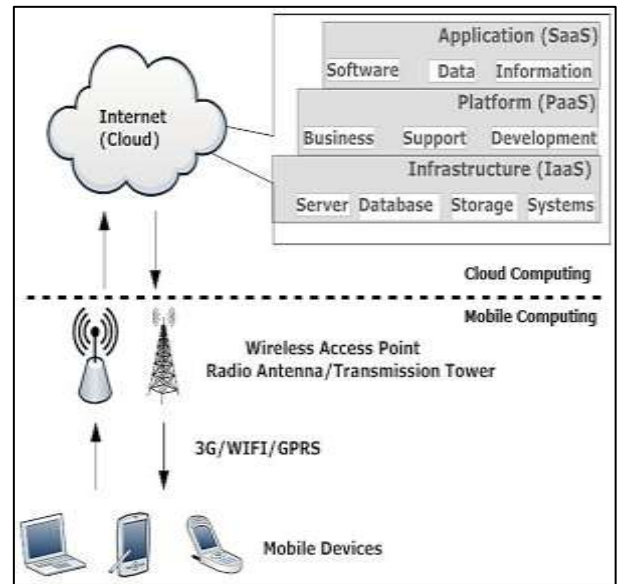 Application (SaaS)
Software Data Information
Platform (PaaS)
Business Support Development
Infrastructure (IaaS)
Server Database Storage Systems
Internet
(Cloud)
Cloud Computing
Mobile Computing
Wireless Access Point
Radio Antenna/Transmission Tower
3G/WIFI/GPRS
Mobile Devices